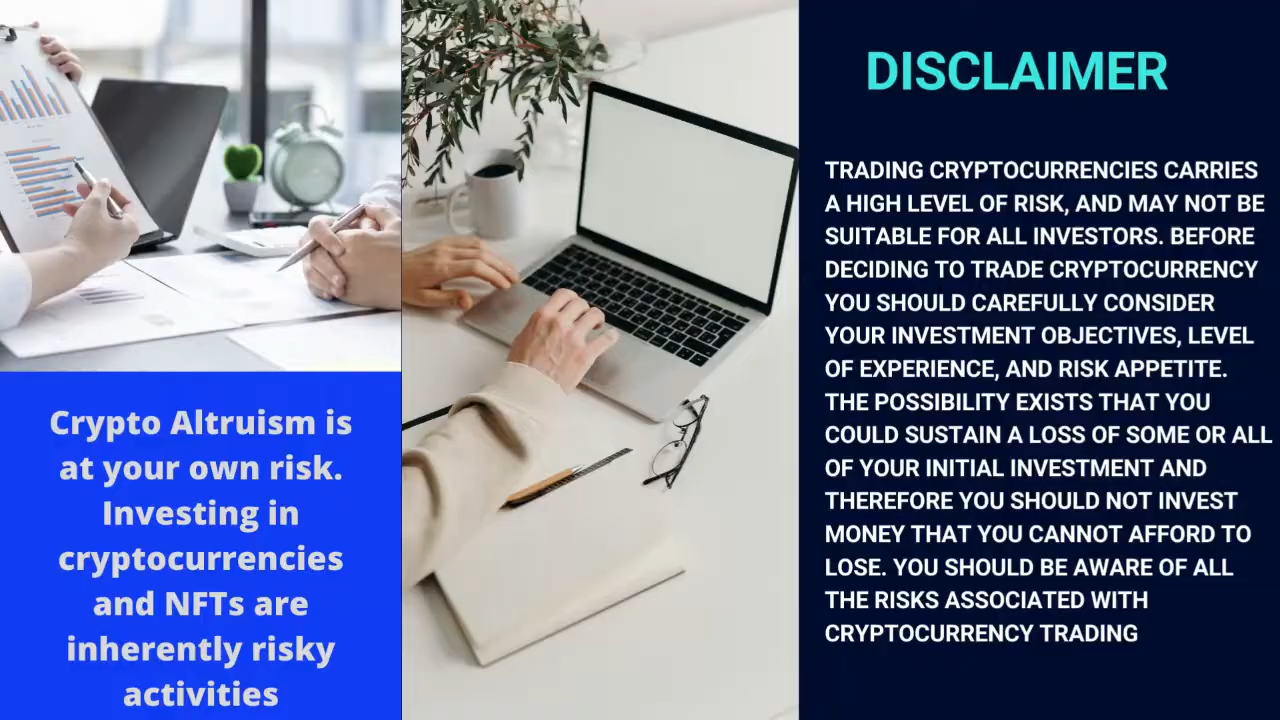 Crypto Altruism is
at your own risk.
Investing in
cryptocurrencies
and NFTs are
inherently risky
activities
DISCLAIMER
TRADING CRYPTOCURRENCIES CARRIES
A HIGH LEVEL OF RISK, AND MAY NOT BE
SUITABLE FOR ALL INVESTORS. BEFORE
DECIDING TO TRADE CRYPTOCURRENCY
YOU SHOULD CAREFULLY CONSIDER
YOUR INVESTMENT OBJECTIVES, LEVEL
OF EXPERIENCE, AND RISK APPETITE.
THE POSSIBILITY EXISTS THAT YOU
COULD SUSTAIN A LOSS OF SOME OR ALL
OF YOUR INITIAL INVESTMENT AND
THEREFORE YOU SHOULD NOT INVEST
MONEY THAT YOU CANNOT AFFORD TO
LOSE. YOU SHOULD BE AWARE OF ALL
THE RISKS ASSOCIATED WITH
CRYPTOCURRENCY TRADING